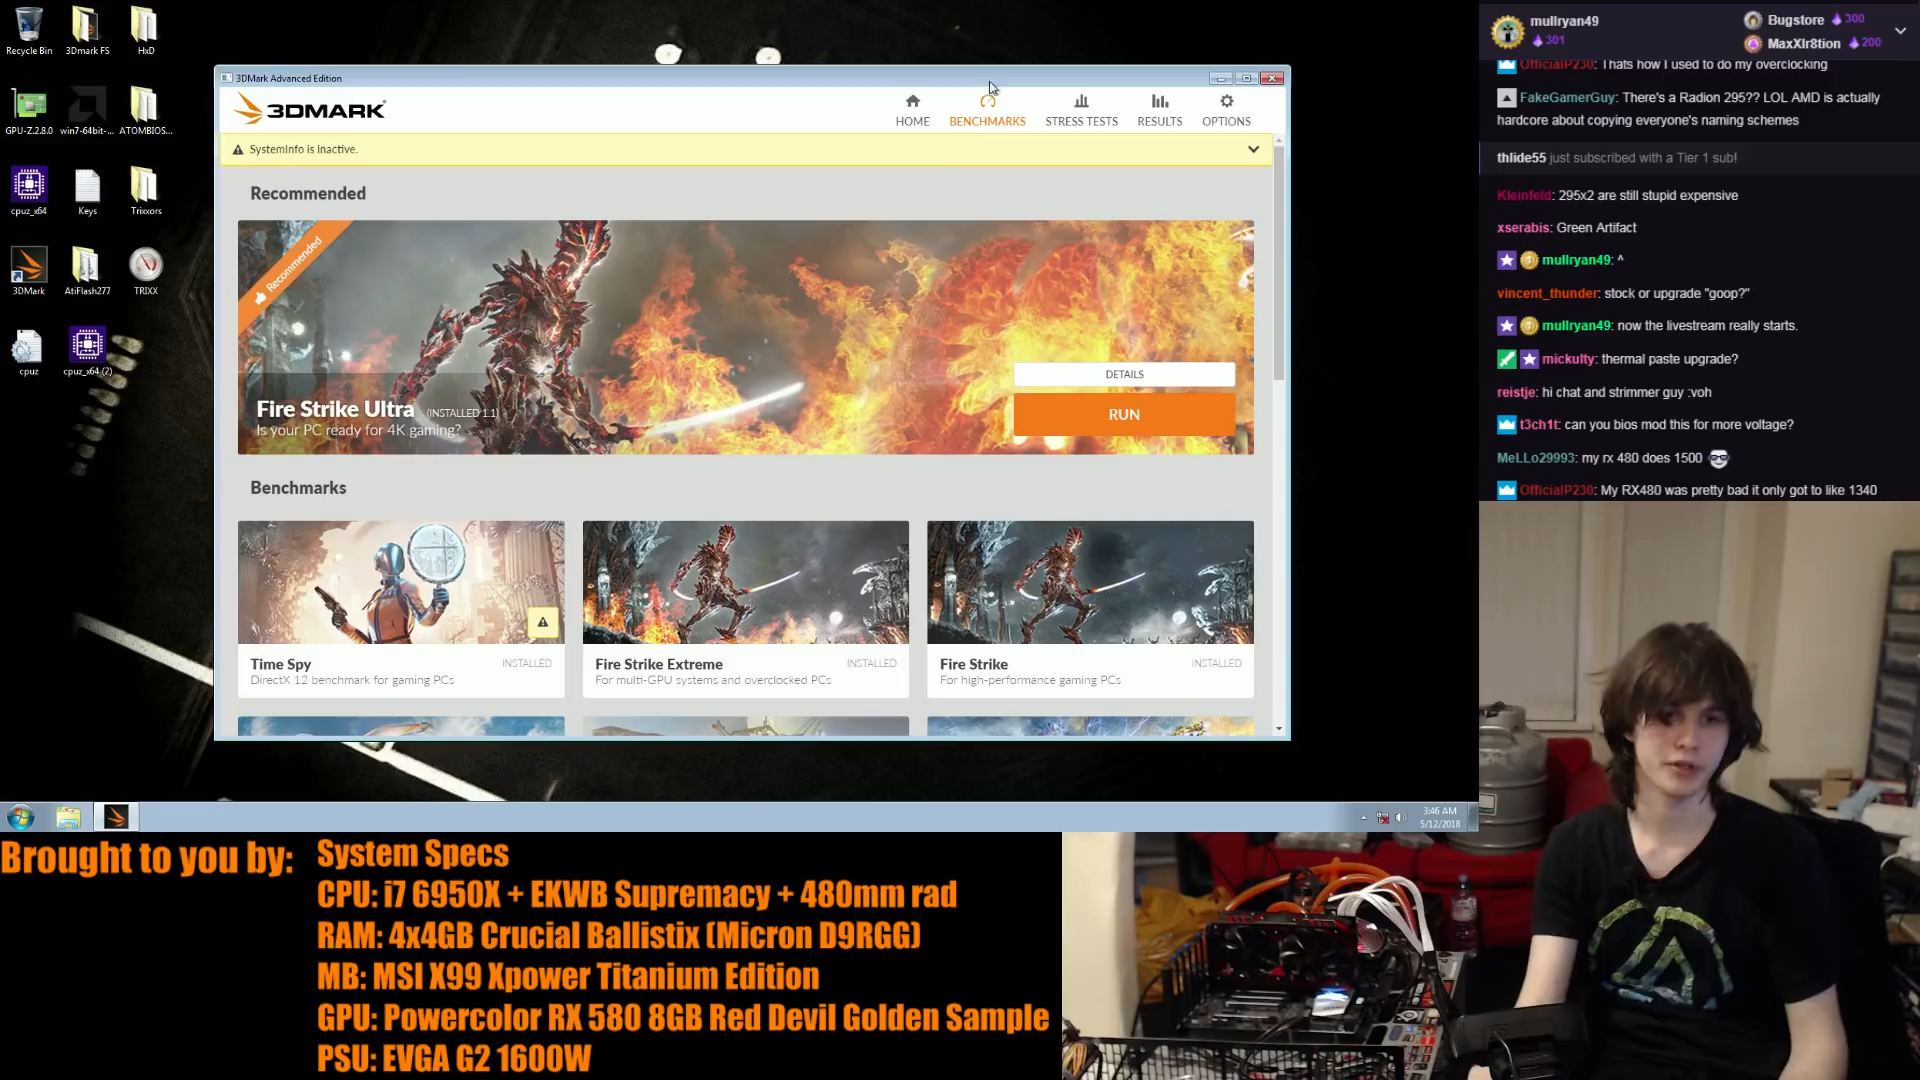 Recycle Bin
3Dmark FS
HxD
GPU-Z.2.8.0
win7-64bit-...
ATOMBIOS...
cpuz_x64
Keys
Trixxors
3DMark
AtiFlash277
TRIXX
cpuz
cpuz_x64 (2)
3DMark Advanced Edition
3DMARK
HOME
BENCHMARKS
STRESS TESTS
RESULTS
OPTIONS
SystemInfo is inactive.
Recommended
Recommended
Fire Strike Ultra (INSTALLED 1.1)
Is your PC ready for 4K gaming?
DETAILS
RUN
Benchmarks
Time Spy INSTALLED
DirectX 12 benchmark for gaming PCs
Fire Strike Extreme INSTALLED
For multi-GPU systems and overclocked PCs
Fire Strike INSTALLED
For high-performance gaming PCs
3:46 AM
5/12/2018
mullryan49
301
Bugstore 300
MaxXlr8tion 200
OfficialP230: Thats how I used to do my overclocking
FakeGamerGuy: There's a Radion 295?? LOL AMD is actually
hardcore about copying everyone's naming schemes
thlide55 just subscribed with a Tier 1 sub!
Kleinfeld: 295x2 are still stupid expensive
xserabis: Green Artifact
mullryan49: ^
vincent_thunder: stock or upgrade "goop?"
mullryan49: now the livestream really starts.
mickulty: thermal paste upgrade?
reistje: hi chat and strimmer guy :voh
t3ch1t: can you bios mod this for more voltage?
MeLLo29993: my rx 480 does 1500
OfficialP230: My RX480 was pretty bad it only got to like 1340
Brought to you by:
System Specs
CPU: i7 6950X + EKWB Supremacy + 480mm rad
RAM: 4x4GB Crucial Ballistix (Micron D9RGG)
MB: MSI X99 Xpower Titanium Edition
GPU: Powercolor RX 580 8GB Red Devil Golden Sample
PSU: EVGA G2 1600W